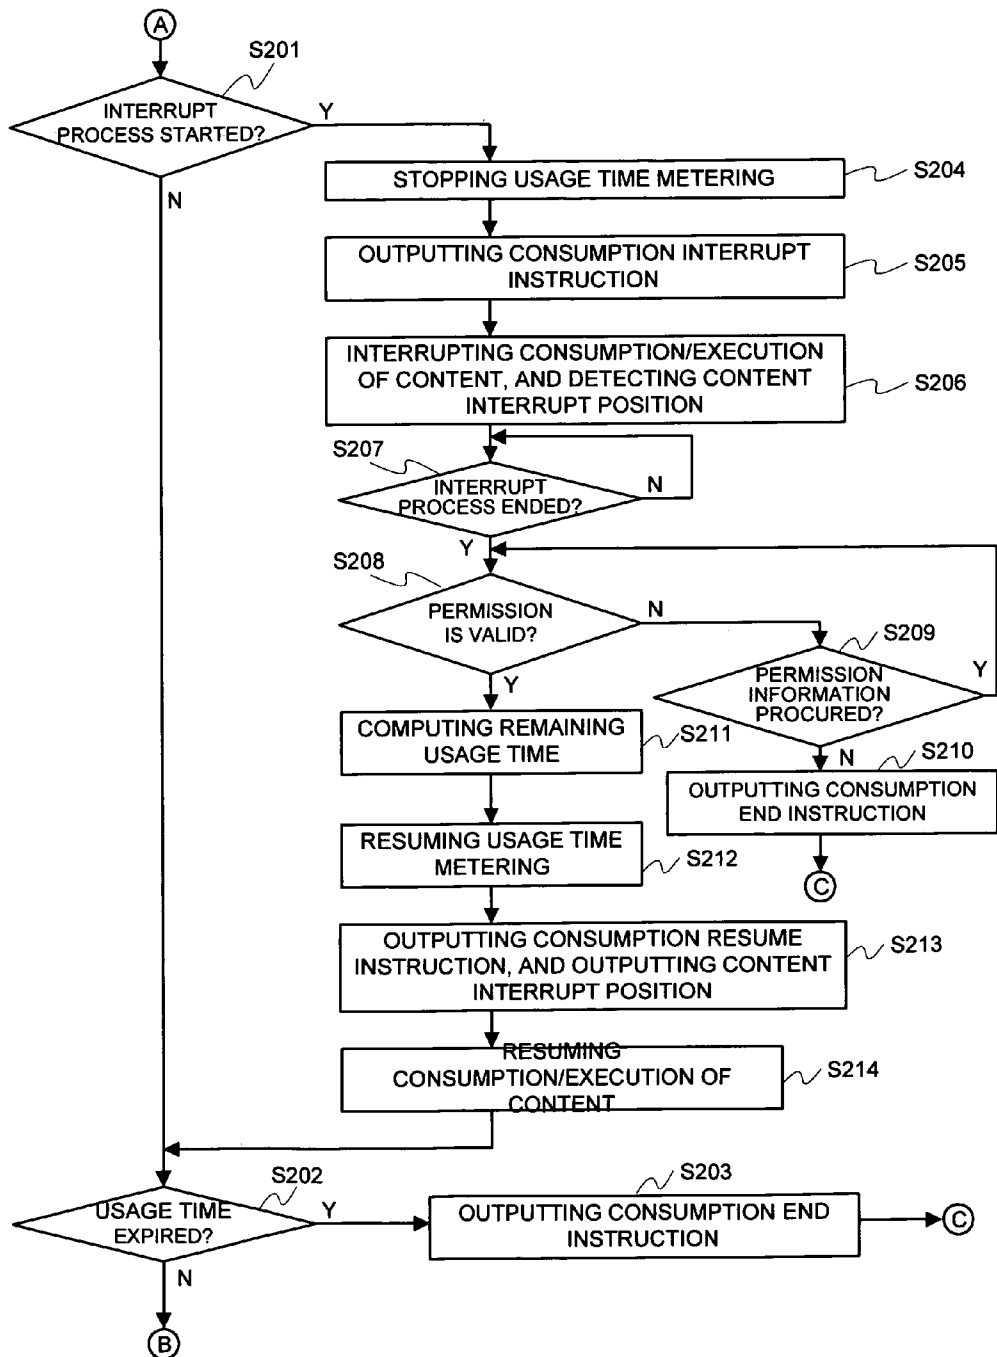 A
S201
INTERRUPT
PROCESS STARTED?
Y
N
STOPPING USAGE TIME METERING
S204
OUTPUTTING CONSUMPTION INTERRUPT
INSTRUCTION
S205
INTERRUPTING CONSUMPTION/EXECUTION
OF CONTENT, AND DETECTING CONTENT
INTERRUPT POSITION
S206
S207
INTERRUPT
PROCESS ENDED?
N
Y
S208
PERMISSION
IS VALID?
N
Y
S209
PERMISSION
INFORMATION
PROCURED?
Y
N
S210
OUTPUTTING CONSUMPTION
END INSTRUCTION
C
COMPUTING REMAINING
USAGE TIME
S211
RESUMING USAGE TIME
METERING
S212
OUTPUTTING CONSUMPTION RESUME
INSTRUCTION, AND OUTPUTTING CONTENT
INTERRUPT POSITION
S213
RESUMING
CONSUMPTION/EXECUTION OF
CONTENT
S214
S202
USAGE TIME
EXPIRED?
Y
N
S203
OUTPUTTING CONSUMPTION END
INSTRUCTION
C
B